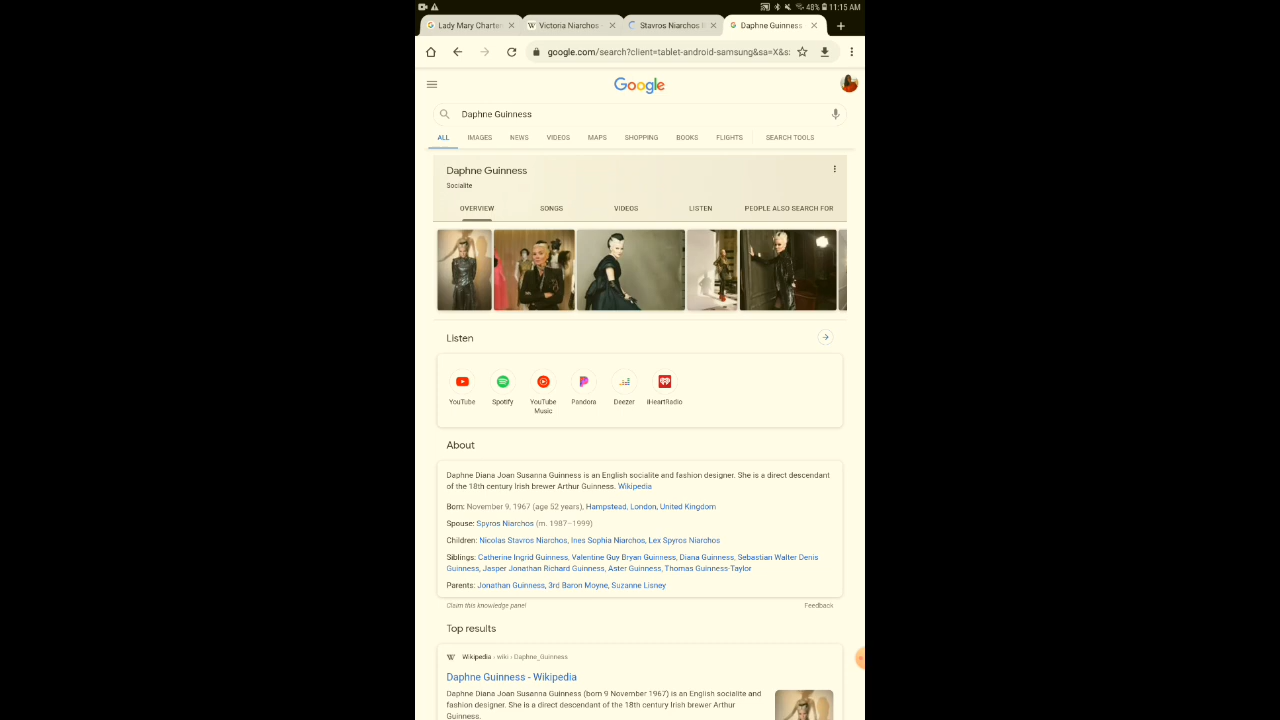 48% 11:15 AM
Lady Mary Charter
Victoria Niarchos
Stavros Niarchos
Daphne Guinness
google.com/search?client=tablet-android-samsung&sa=X&s:
Google
Daphne Guinness
ALL IMAGES NEWS VIDEOS MAPS SHOPPING BOOKS FLIGHTS SEARCH TOOLS
Daphne Guinness
Socialite
OVERVIEW SONGS VIDEOS LISTEN PEOPLE ALSO SEARCH FOR
Listen
YouTube Spotify YouTube Music Pandora Deezer iHeartRadio
About
Daphne Diana Joan Susanna Guinness is an English socialite and fashion designer. She is a direct descendant
of the 18th century Irish brewer Arthur Guinness. Wikipedia
Born: November 9, 1967 (age 52 years), Hampstead, London, United Kingdom
Spouse: Spyros Niarchos (m. 1987–1999)
Children: Nicolas Stavros Niarchos, Ines Sophia Niarchos, Lex Spyros Niarchos
Siblings: Catherine Ingrid Guinness, Valentine Guy Bryan Guinness, Diana Guinness, Sebastian Walter Denis
Guinness, Jasper Jonathan Richard Guinness, Aster Guinness, Thomas Guinness-Taylor
Parents: Jonathan Guinness, 3rd Baron Moyne, Suzanne Lisney
Claim this knowledge panel Feedback
Top results
Wikipedia › wiki › Daphne_Guinness
Daphne Guinness - Wikipedia
Daphne Diana Joan Susanna Guinness (born 9 November 1967) is an English socialite and
fashion designer. She is a direct descendant of the 18th century Irish brewer Arthur
Guinness.